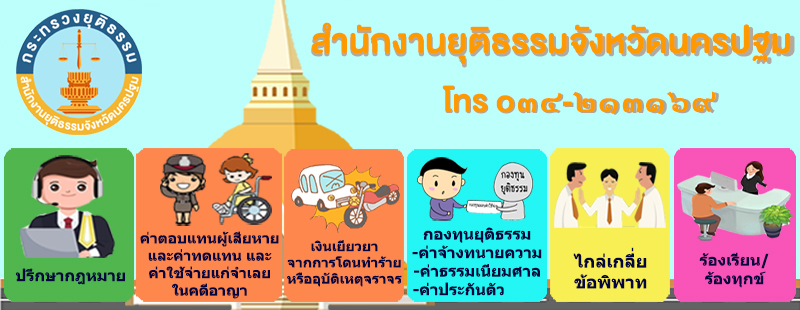 กระทรวงยุติธรรม
สำนักงานยุติธรรมจังหวัดนครปฐม
สำนักงานยุติธรรมจังหวัดนครปฐม
โทร ๐๓๔-๒๑๓๑๖๙
ปรึกษากฎหมาย
ค่าตอบแทนผู้เสียหาย
และค่าทดแทน และ
ค่าใช้จ่ายแก่จำเลย
ในคดีอาญา
เงินเยียวยา
จากการโดนทำร้าย
หรืออุบัติเหตุจราจร
กองทุน
ยุติธรรม
กองทุนยุติธรรม
-ค่าจ้างทนายความ
-ค่าธรรมเนียมศาล
-ค่าประกันตัว
ไกล่เกลี่ย
ข้อพิพาท
ร้องเรียน/
ร้องทุกข์